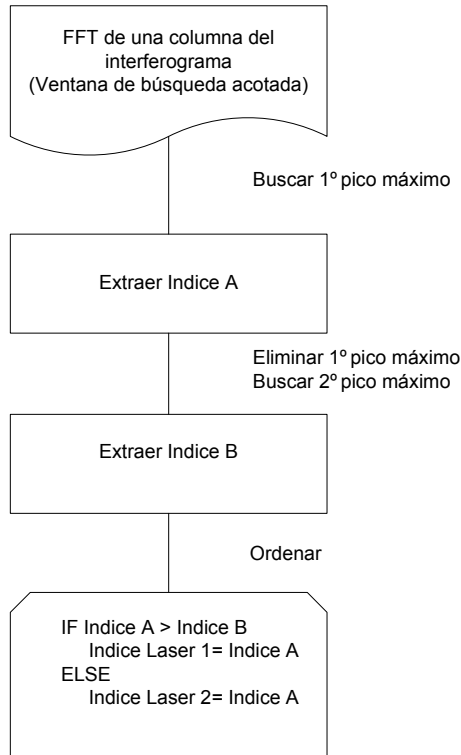 FFT de una columna del
interferograma
(Ventana de búsqueda acotada)
Buscar 1º pico máximo
Extraer Indice A
Eliminar 1º pico máximo
Buscar 2º pico máximo
Extraer Indice B
Ordenar
IF Indice A > Indice B
Indice Laser 1= Indice A
ELSE
Indice Laser 2= Indice A